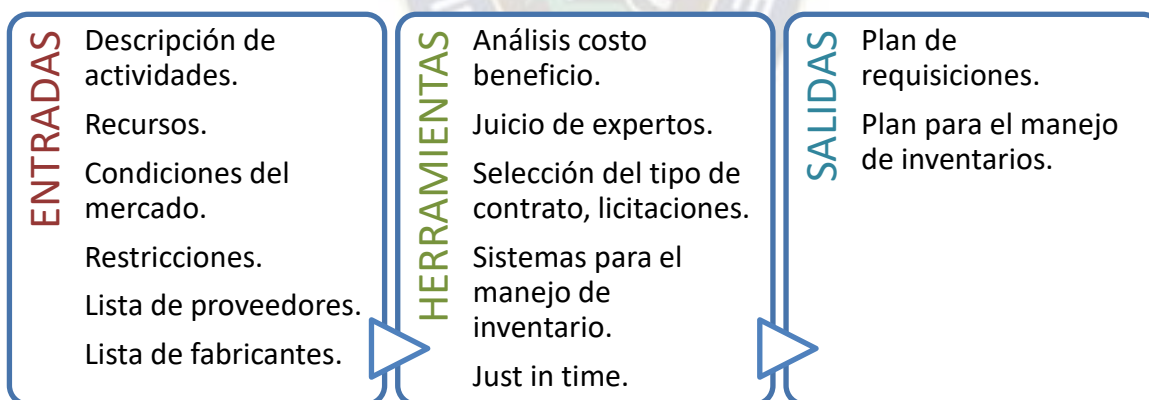 ENTRADAS
Descripción de
actividades.
Recursos.
Condiciones del
mercado.
Restricciones.
Lista de proveedores.
Lista de fabricantes.
HERRAMIENTAS
Análisis costo
beneficio.
Juicio de expertos.
Selección del tipo de
contrato, licitaciones.
Sistemas para el
manejo de
inventario.
Just in time.
SALIDAS
Plan de
requisiciones.
Plan para el manejo
de inventarios.